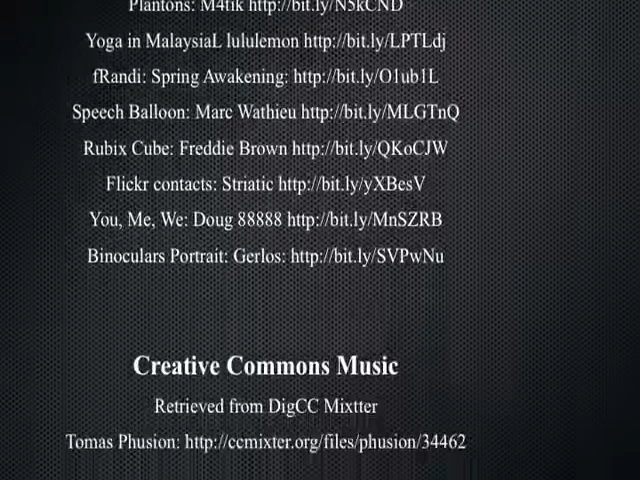 Plantons: M4tik http://bit.ly/N5kCND
Yoga in MalaysiaL lululemon http://bit.ly/LPTLdj
fRandi: Spring Awakening: http://bit.ly/O1ub1L
Speech Balloon: Marc Wathieu http://bit.ly/MLGTnQ
Rubix Cube: Freddie Brown http://bit.ly/QKoCJW
Flickr contacts: Striatic http://bit.ly/yXBesV
You, Me, We: Doug 88888 http://bit.ly/MnSZRB
Binoculars Portrait: Gerlos: http://bit.ly/SVPwNu
Creative Commons Music
Retrieved from DigCC Mixtter
Tomas Phusion: http://ccmixter.org/files/phusion/34462